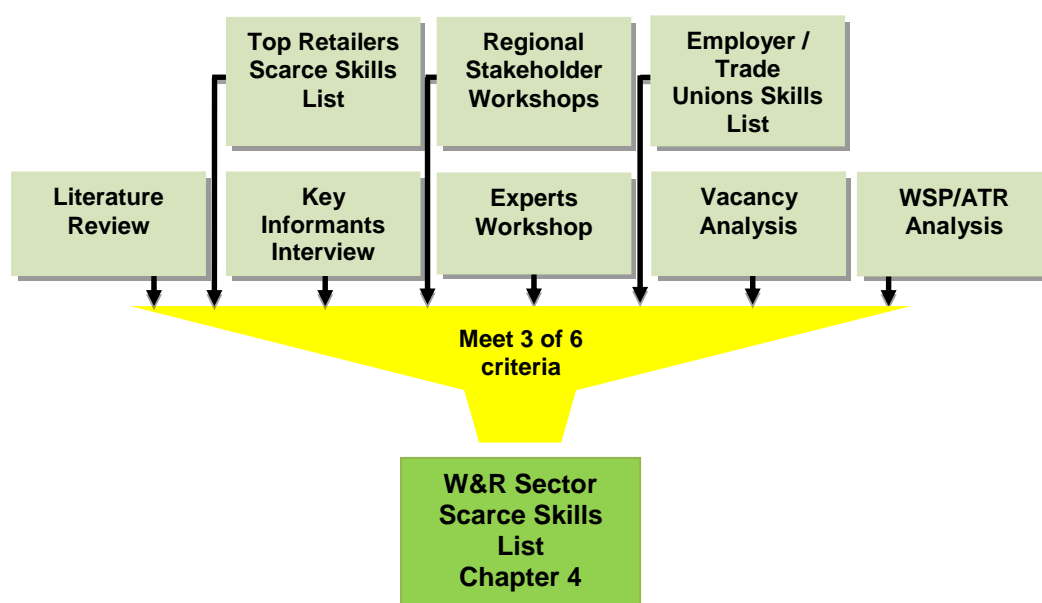 Top Retailers
Scarce Skills
List
Regional
Stakeholder
Workshops
Employer /
Trade
Unions Skills
List
Literature
Review
Key
Informants
Interview
Experts
Workshop
Vacancy
Analysis
WSP/ATR
Analysis
Meet 3 of 6
criteria
W&R Sector
Scarce Skills
List
Chapter 4